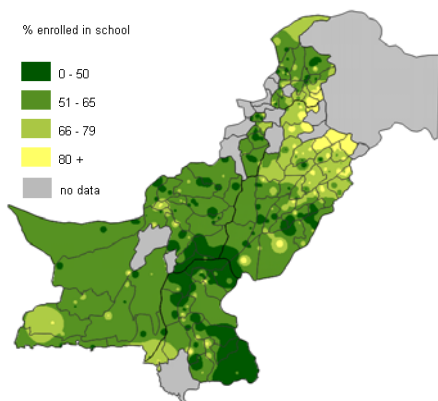 % enrolled in school
0 - 50
51 - 65
66 - 79
80 +
no data